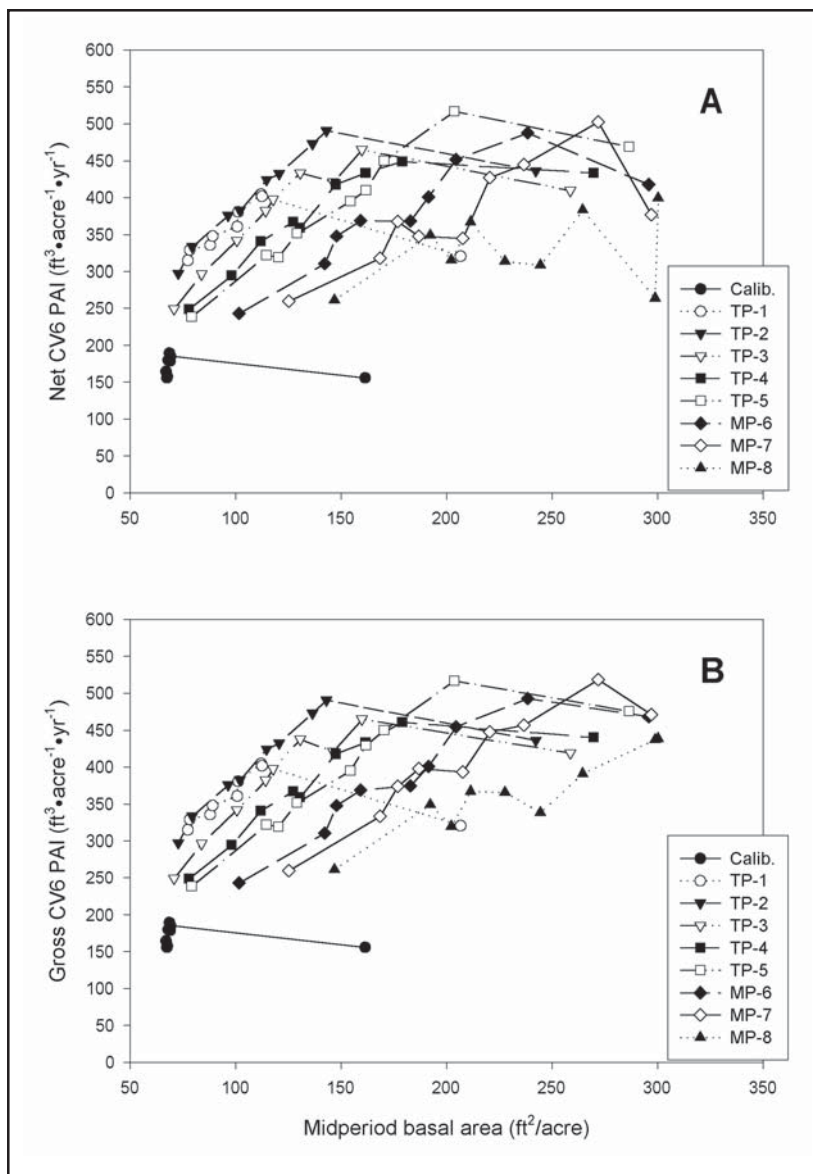 A
Net CV6 PAI (ft³•acre⁻¹•yr⁻¹)
600
550
500
450
400
350
300
250
200
150
100
50
0
50 100 150 200 250 300 350
Calib.
TP-1
TP-2
TP-3
TP-4
TP-5
MP-6
MP-7
MP-8
B
Gross CV6 PAI (ft³•acre⁻¹•yr⁻¹)
600
550
500
450
400
350
300
250
200
150
100
50
0
50 100 150 200 250 300 350
Calib.
TP-1
TP-2
TP-3
TP-4
TP-5
MP-6
MP-7
MP-8
Midperiod basal area (ft²/acre)